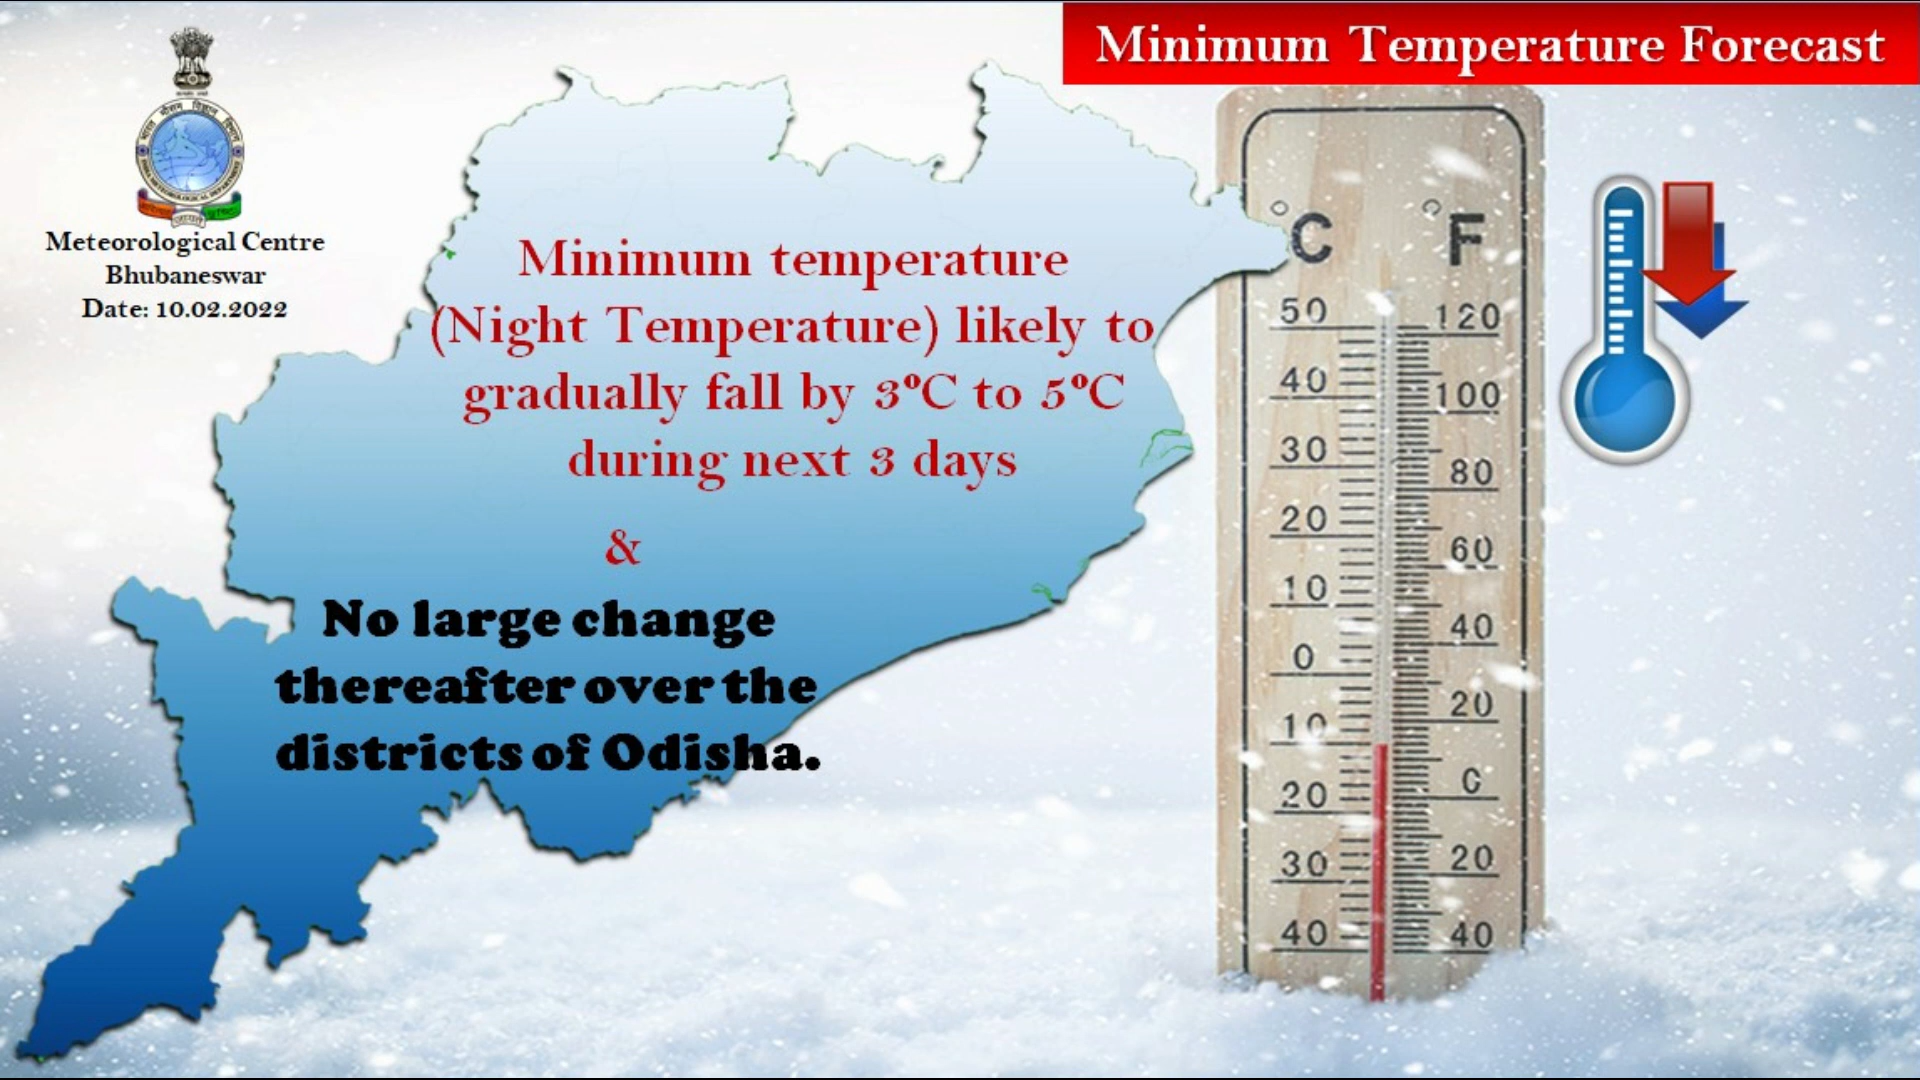 Minimum Temperature Forecast
Meteorological Centre
Bhubaneswar
Date: 10.02.2022
Minimum temperature
(Night Temperature) likely to
gradually fall by 3°C to 5°C
during next 3 days
&
No large change
thereafter over the
districts of Odisha.
°C °F
50 120
40 100
30 80
20 60
10 40
0 20
10 0
20 20
30 40
40